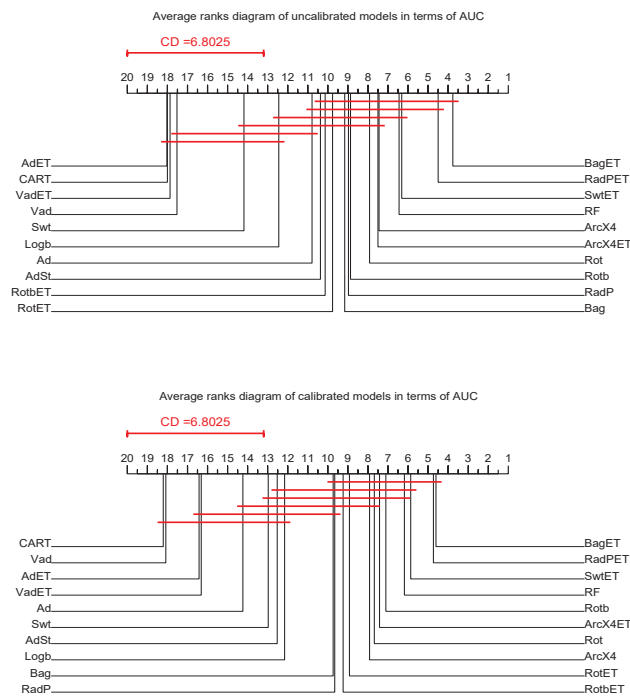 Average ranks diagram of uncalibrated models in terms of AUC
CD =6.8025
20 19 18 17 16 15 14 13 12 11 10 9 8 7 6 5 4 3 2 1
AdET BagET
CART RadPET
VadET SwtET
Vad RF
Swt ArcX4
Logb ArcX4ET
Ad Rot
AdSt Rotb
RotbET RadP
RotET Bag
Average ranks diagram of calibrated models in terms of AUC
CD =6.8025
20 19 18 17 16 15 14 13 12 11 10 9 8 7 6 5 4 3 2 1
CART BagET
Vad RadPET
AdET SwtET
VadET RF
Ad Rotb
Swt ArcX4ET
AdSt Rot
Logb ArcX4
Bag RotET
RadP RotbET